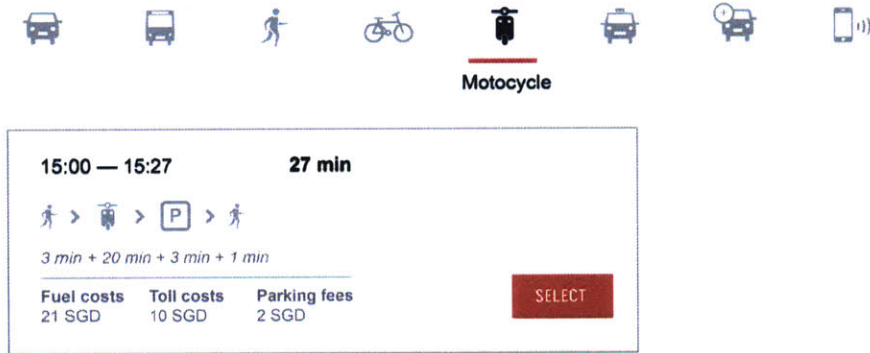 Motocycle
15:00 — 15:27 27 min
P
3 min + 20 min + 3 min + 1 min
Fuel costs Toll costs Parking fees
21 SGD 10 SGD 2 SGD
SELECT